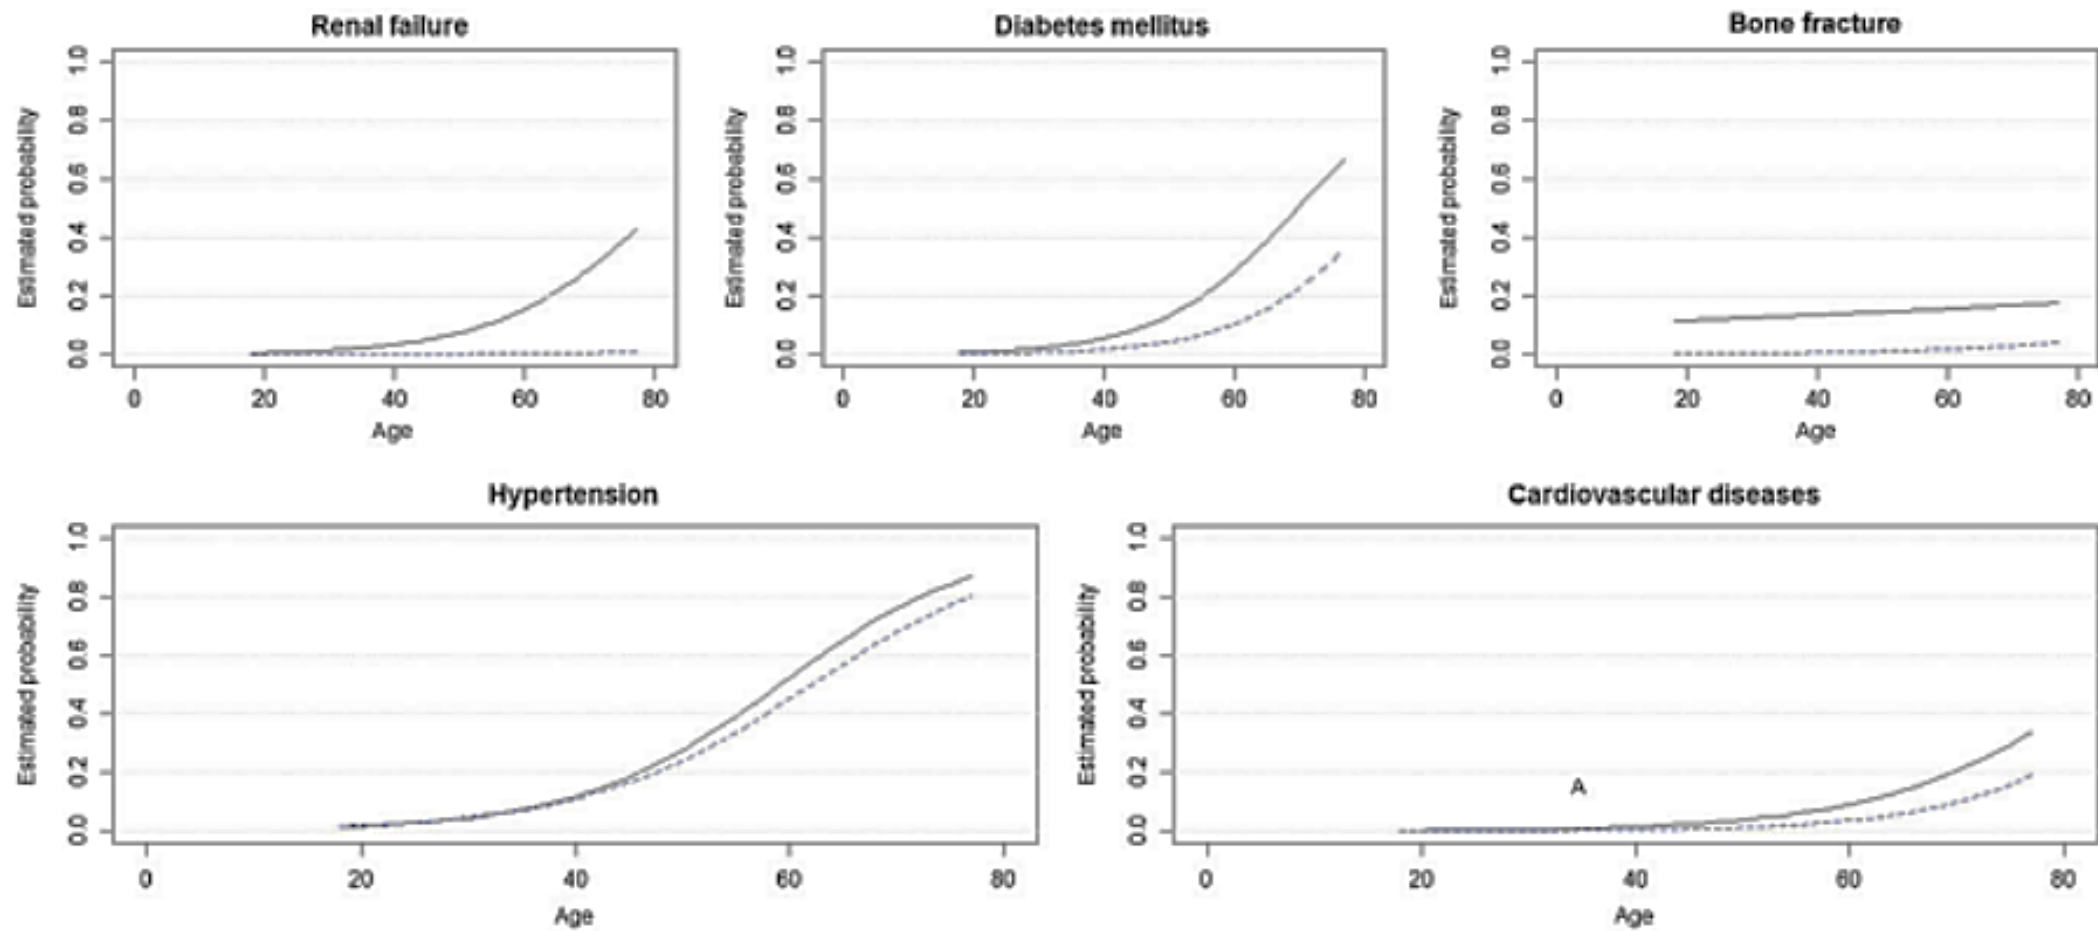 Renal failure
Estimated probability
0.0 0.2 0.4 0.6 0.8 1.0
0 20 40 60 80
Age
Diabetes mellitus
Estimated probability
0.0 0.2 0.4 0.6 0.8 1.0
0 20 40 60 80
Age
Bone fracture
Estimated probability
0.0 0.2 0.4 0.6 0.8 1.0
0 20 40 60 80
Age
Hypertension
Estimated probability
0.0 0.2 0.4 0.6 0.8 1.0
0 20 40 60 80
Age
Cardiovascular diseases
Estimated probability
0.0 0.2 0.4 0.6 0.8 1.0
A
0 20 40 60 80
Age